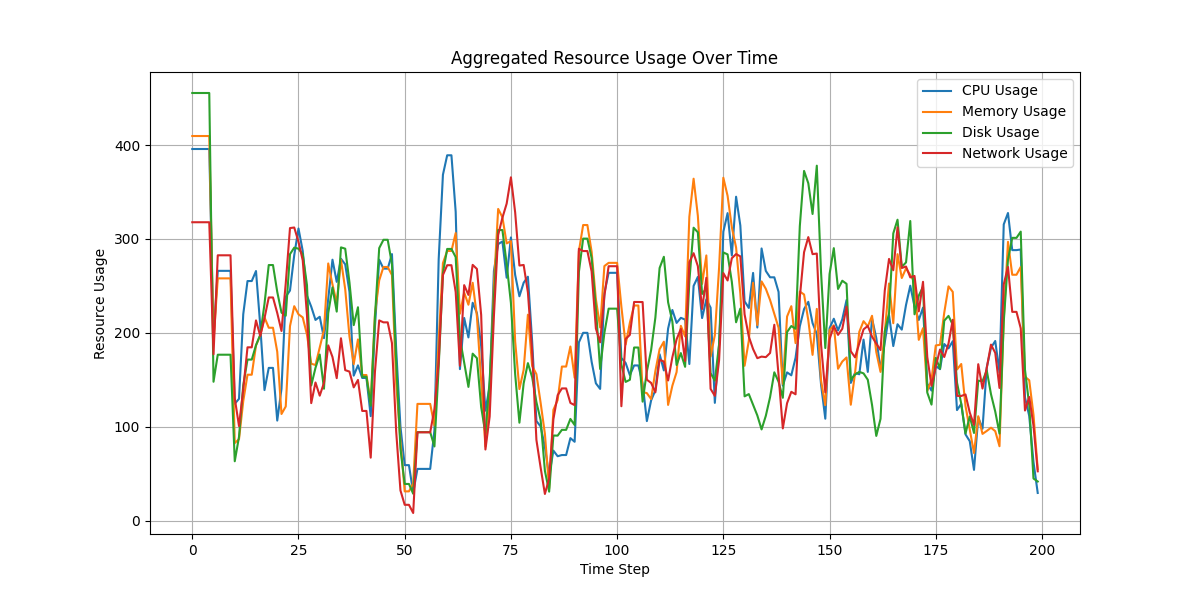 Aggregated Resource Usage Over Time
CPU Usage
Memory Usage
Disk Usage
Network Usage
Resource Usage
400
300
200
100
0
0 25 50 75 100 125 150 175 200
Time Step